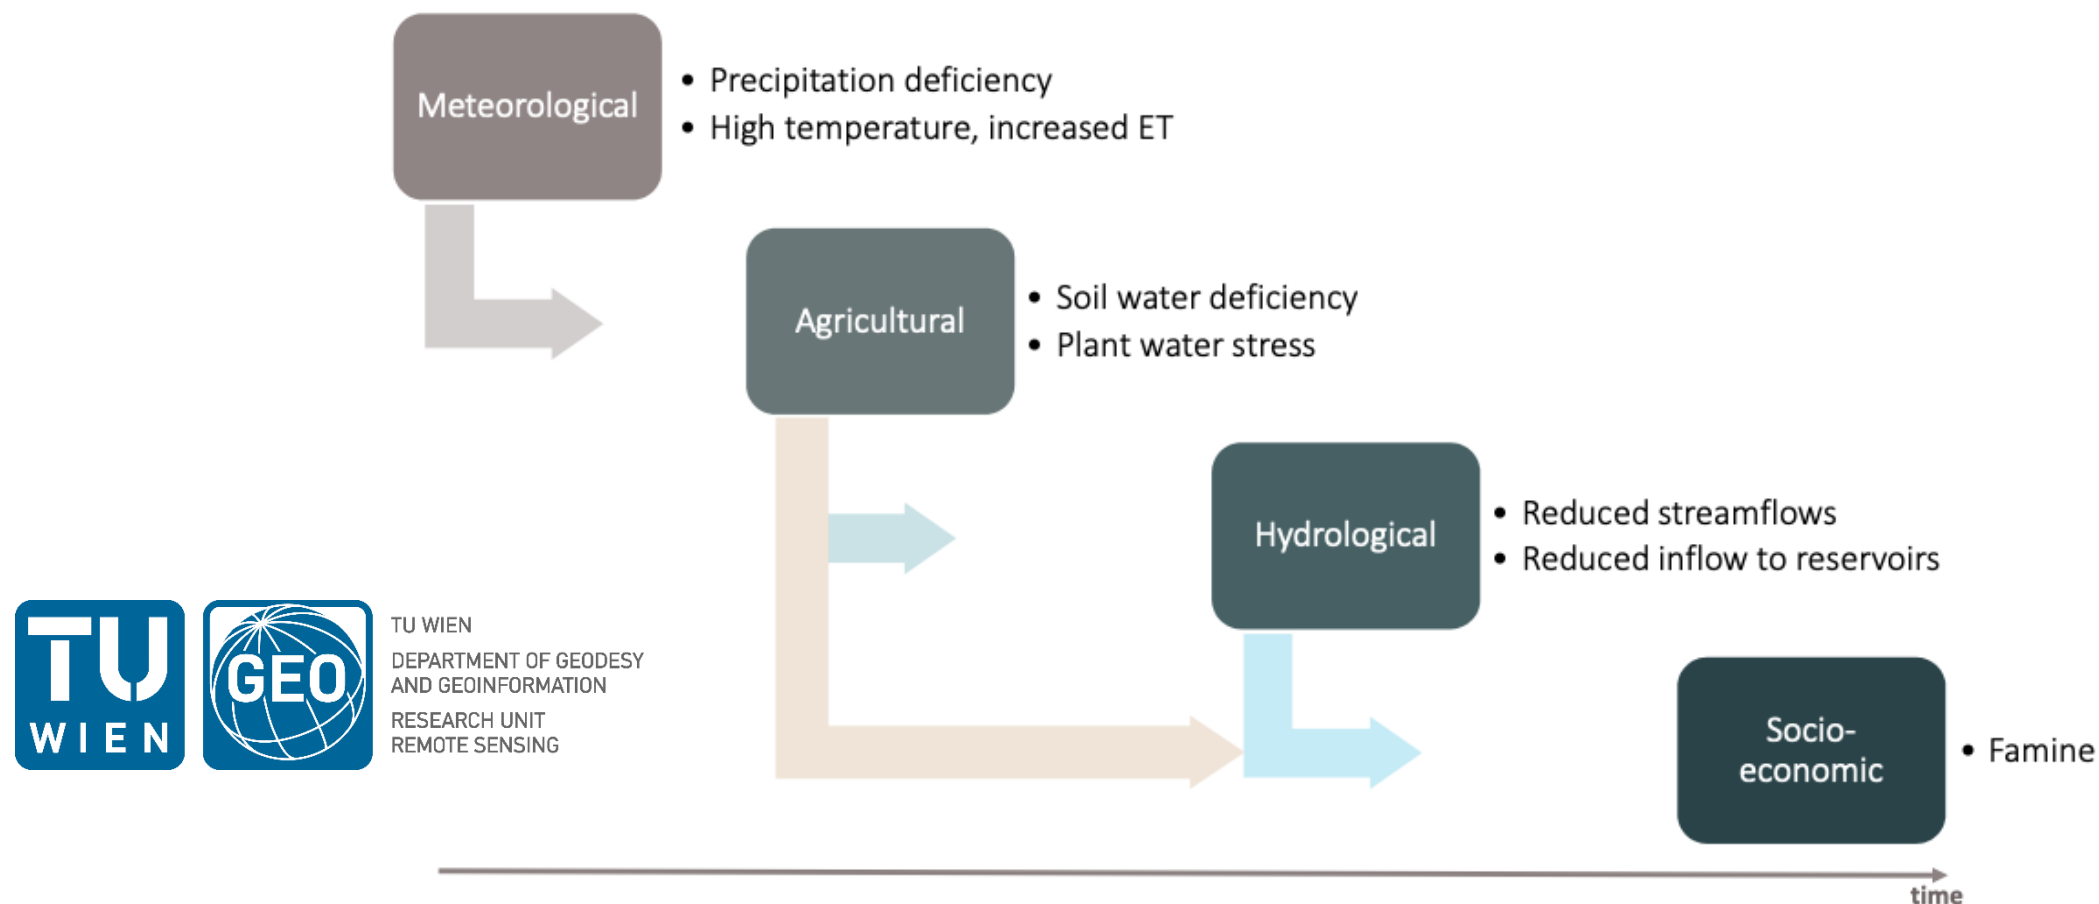 Meteorological
• Precipitation deficiency
• High temperature, increased ET
Agricultural
• Soil water deficiency
• Plant water stress
Hydrological
• Reduced streamflows
• Reduced inflow to reservoirs
Socio-
economic
• Famine
TU
WIEN
GEO
TU WIEN
DEPARTMENT OF GEODESY
AND GEOINFORMATION
RESEARCH UNIT
REMOTE SENSING
time